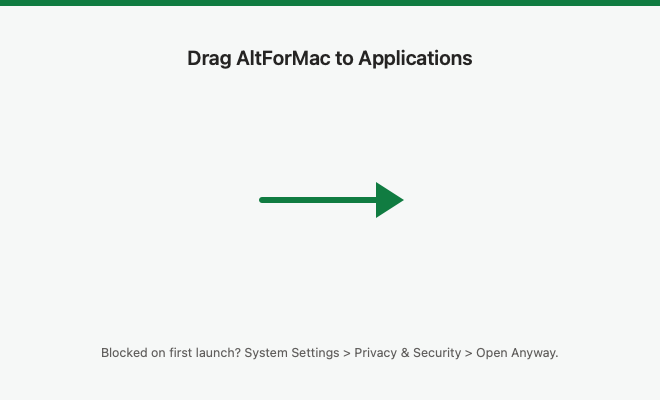 Drag AltForMac to Applications
Blocked on first launch? System Settings > Privacy & Security > Open Anyway.